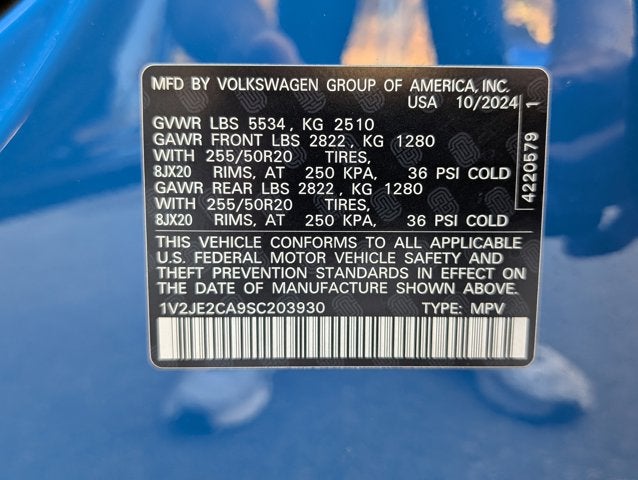 MFD BY VOLKSWAGEN GROUP OF AMERICA, INC.
USA 10/2024
GVWR LBS 5534, KG 2510
GAWR FRONT LBS 2822, KG 1280
WITH 255/50R20 TIRES,
8JX20 RIMS, AT 250 KPA, 36 PSI COLD
GAWR REAR LBS 2822, KG 1280
WITH 255/50R20 TIRES,
8JX20 RIMS, AT 250 KPA, 36 PSI COLD
THIS VEHICLE CONFORMS TO ALL APPLICABLE
U.S. FEDERAL MOTOR VEHICLE SAFETY AND
THEFT PREVENTION STANDARDS IN EFFECT ON
THE DATE OF MANUFACTURE SHOWN ABOVE.
1V2JE2CA9SC203930 TYPE: MPV
4220579 1